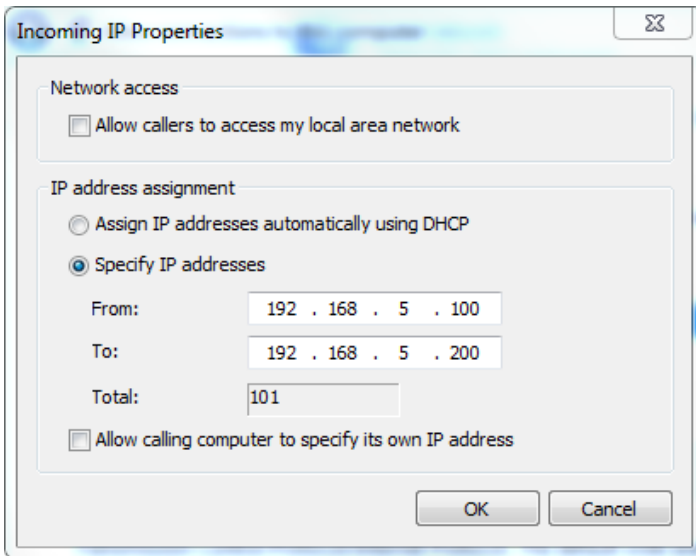 Incoming IP Properties
Network access
Allow callers to access my local area network
IP address assignment
Assign IP addresses automatically using DHCP
Specify IP addresses
From: 192 . 168 . 5 . 100
To: 192 . 168 . 5 . 200
Total: 101
Allow calling computer to specify its own IP address
OK Cancel